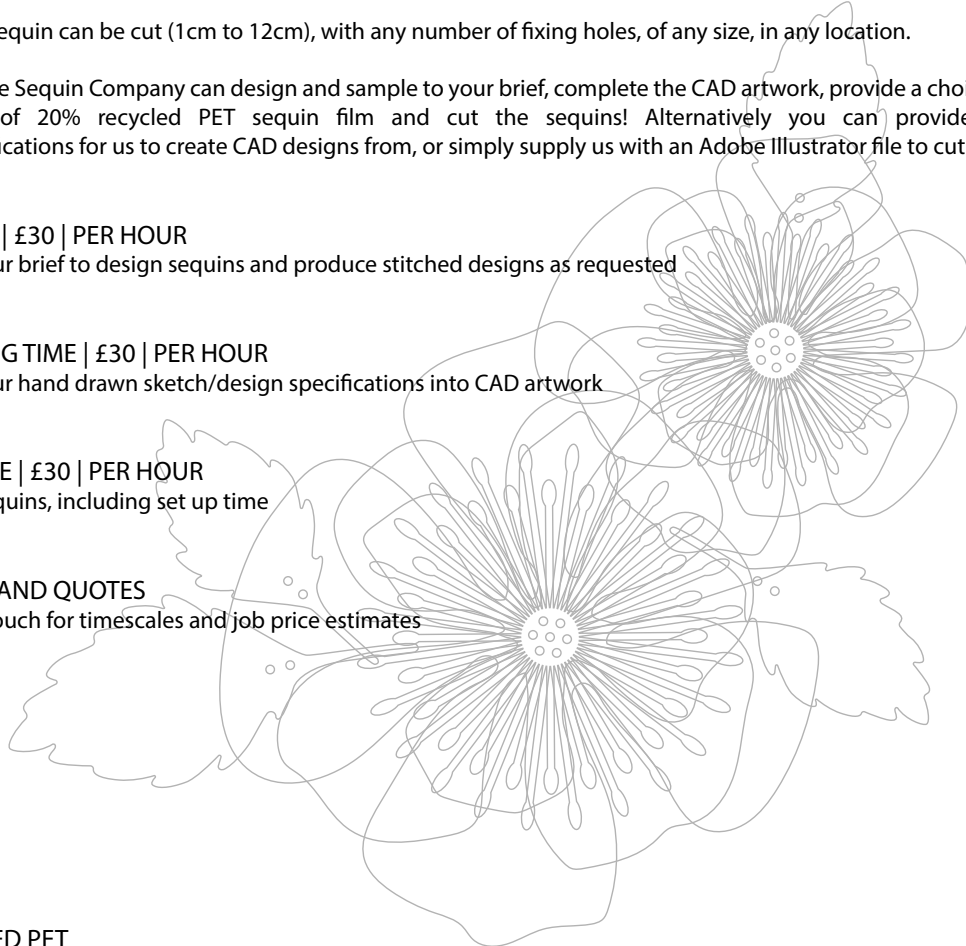 equin can be cut (1cm to 12cm), with any number of fixing holes, of any size, in any location.
e Sequin Company can design and sample to your brief, complete the CAD artwork, provide a choi
of 20% recycled PET sequin film and cut the sequins! Alternatively you can provide
ications for us to create CAD designs from, or simply supply us with an Adobe Illustrator file to cut
| £30 | PER HOUR
ur brief to design sequins and produce stitched designs as requested
G TIME | £30 | PER HOUR
ur hand drawn sketch/design specifications into CAD artwork
E | £30 | PER HOUR
quins, including set up time
AND QUOTES
ouch for timescales and job price estimates
ED PET